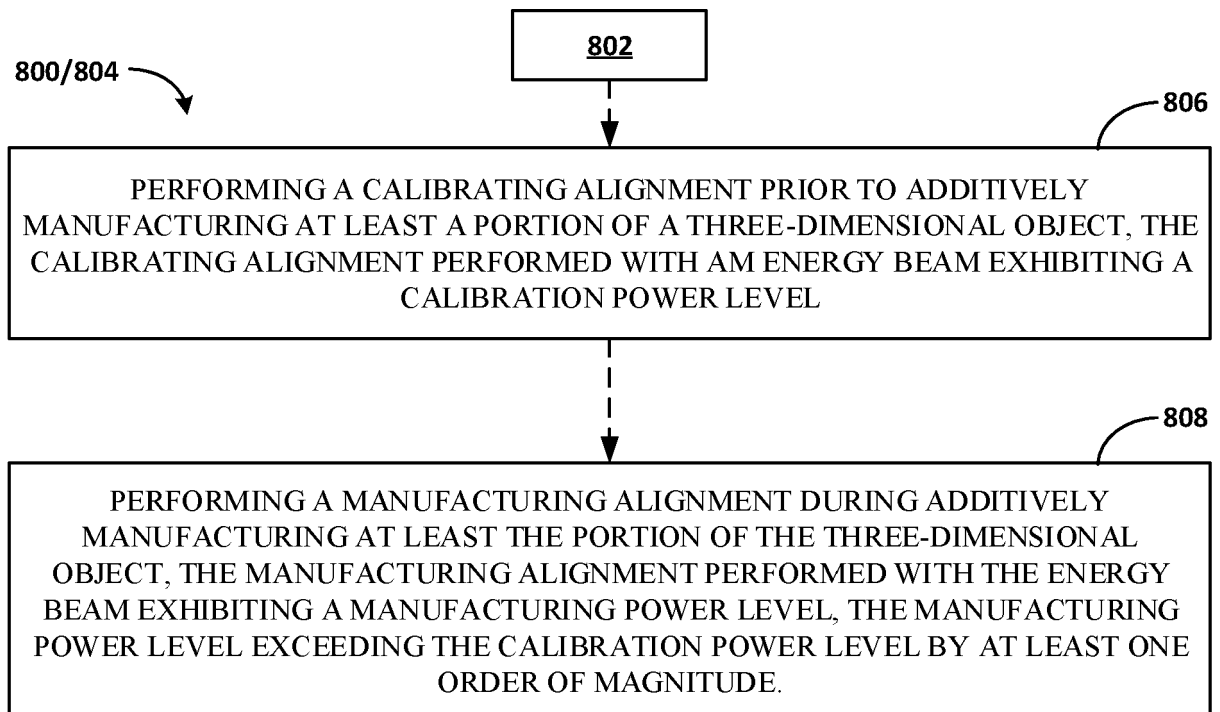 802
800/804
806
PERFORMING A CALIBRATING ALIGNMENT PRIOR TO ADDITIVELY
MANUFACTURING AT LEAST A PORTION OF A THREE-DIMENSIONAL OBJECT, THE
CALIBRATING ALIGNMENT PERFORMED WITH AM ENERGY BEAM EXHIBITING A
CALIBRATION POWER LEVEL
808
PERFORMING A MANUFACTURING ALIGNMENT DURING ADDITIVELY
MANUFACTURING AT LEAST THE PORTION OF THE THREE-DIMENSIONAL
OBJECT, THE MANUFACTURING ALIGNMENT PERFORMED WITH THE ENERGY
BEAM EXHIBITING A MANUFACTURING POWER LEVEL, THE MANUFACTURING
POWER LEVEL EXCEEDING THE CALIBRATION POWER LEVEL BY AT LEAST ONE
ORDER OF MAGNITUDE.